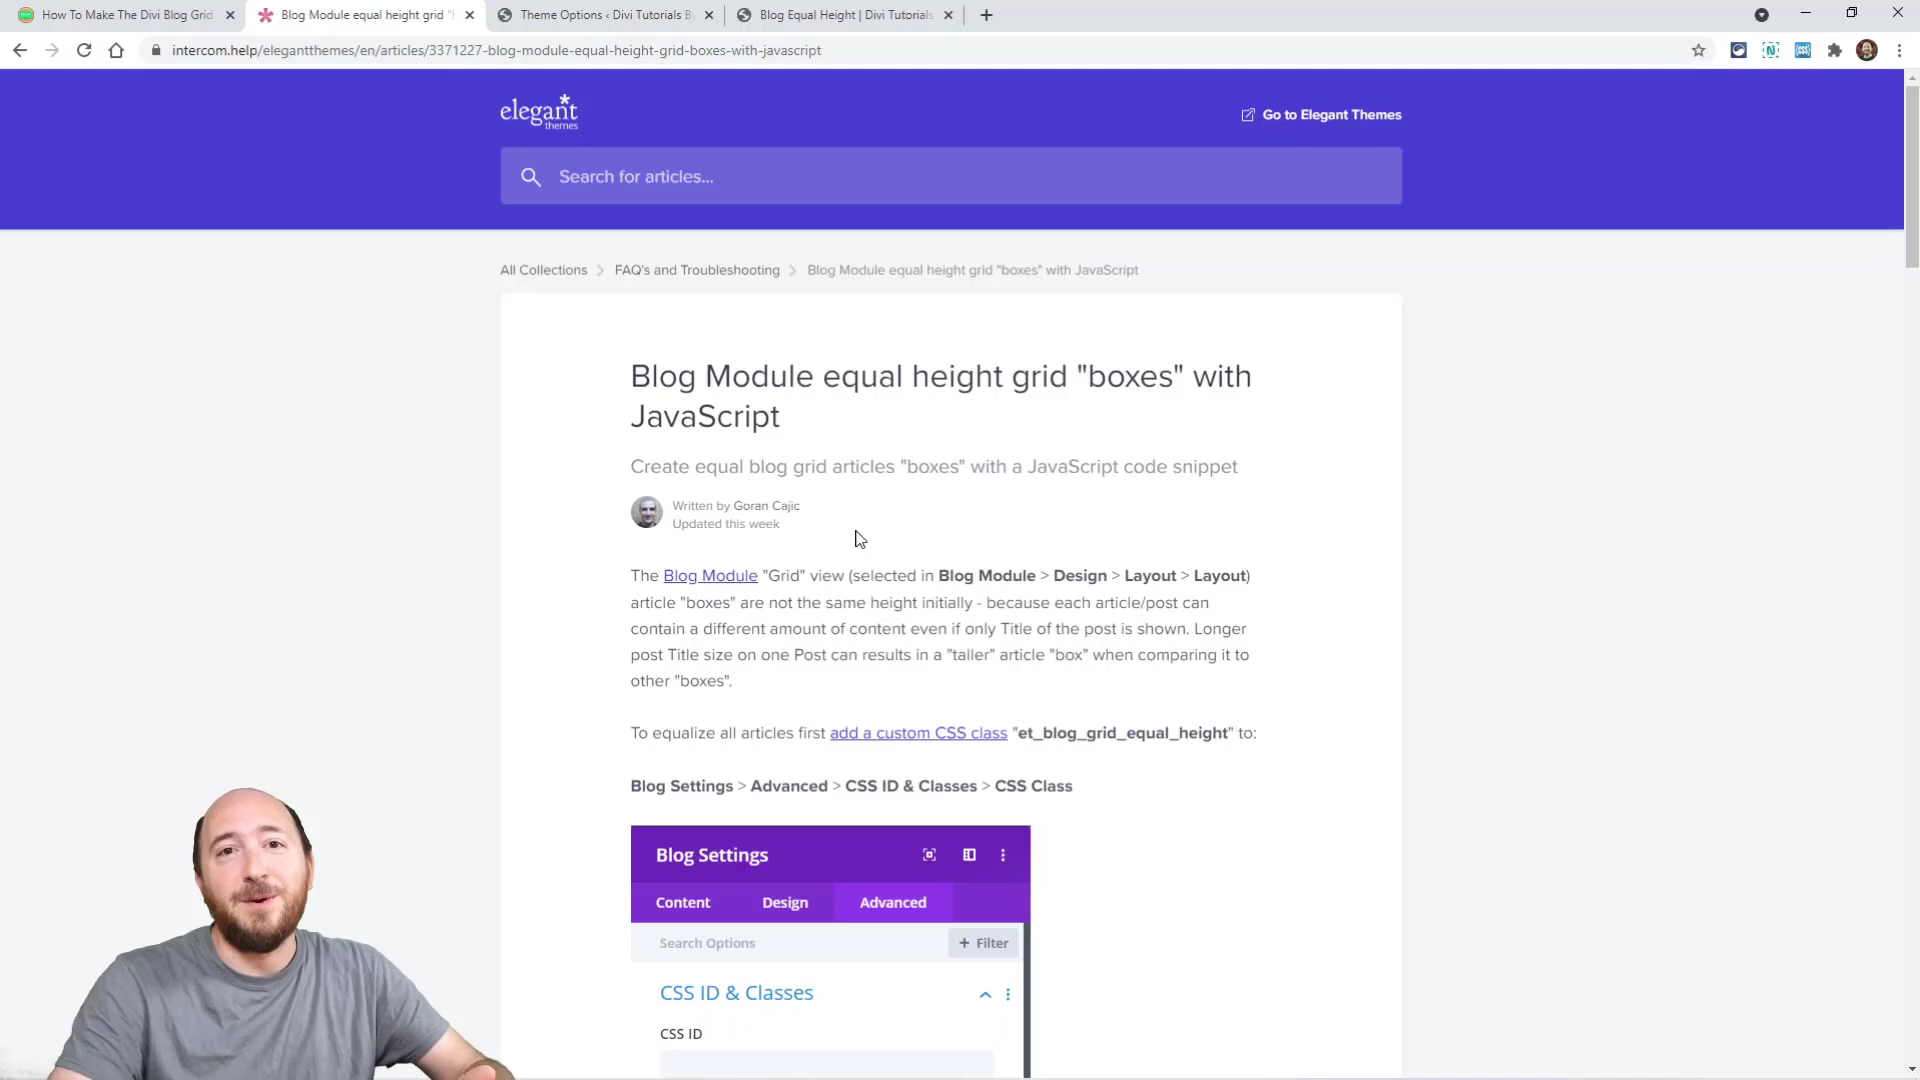 How To Make The Divi Blog Grid
Blog Module equal height grid "b
Theme Options ‹ Divi Tutorials By
Blog Equal Height | Divi Tutorials
intercom.help/elegantthemes/en/articles/3371227-blog-module-equal-height-grid-boxes-with-javascript
elegant
themes
Go to Elegant Themes
Search for articles...
All Collections > FAQ's and Troubleshooting > Blog Module equal height grid "boxes" with JavaScript
Blog Module equal height grid "boxes" with
JavaScript
Create equal blog grid articles "boxes" with a JavaScript code snippet
Written by Goran Cajic
Updated this week
The Blog Module "Grid" view (selected in Blog Module > Design > Layout > Layout)
article "boxes" are not the same height initially - because each article/post can
contain a different amount of content even if only Title of the post is shown. Longer
post Title size on one Post can results in a "taller" article "box" when comparing it to
other "boxes".
To equalize all articles first add a custom CSS class "et_blog_grid_equal_height" to:
Blog Settings > Advanced > CSS ID & Classes > CSS Class
Blog Settings
Content Design Advanced
Search Options + Filter
CSS ID & Classes
CSS ID